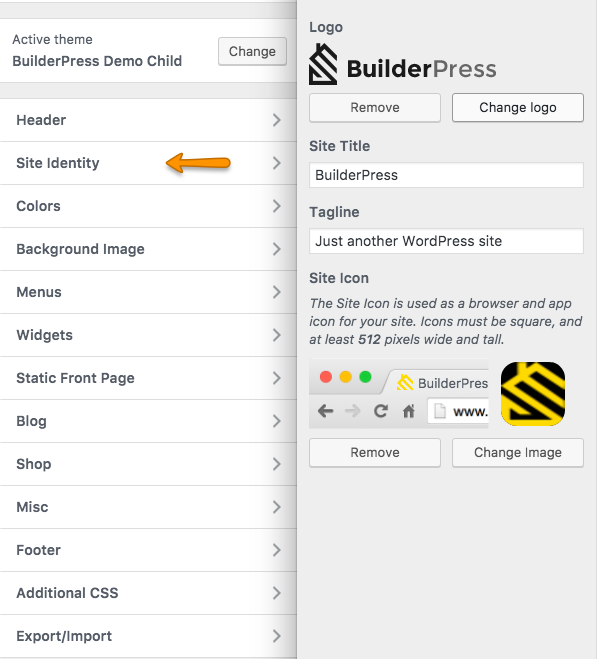 Active theme
BuilderPress Demo Child
Change
Header
Site Identity
Colors
Background Image
Menus
Widgets
Static Front Page
Blog
Shop
Misc
Footer
Additional CSS
Export/Import
Logo
BuilderPress
Remove
Change logo
Site Title
BuilderPress
Tagline
Just another WordPress site
Site Icon
The Site Icon is used as a browser and app
icon for your site. Icons must be square, and
at least 512 pixels wide and tall.
BuilderPress
www.
Remove
Change Image